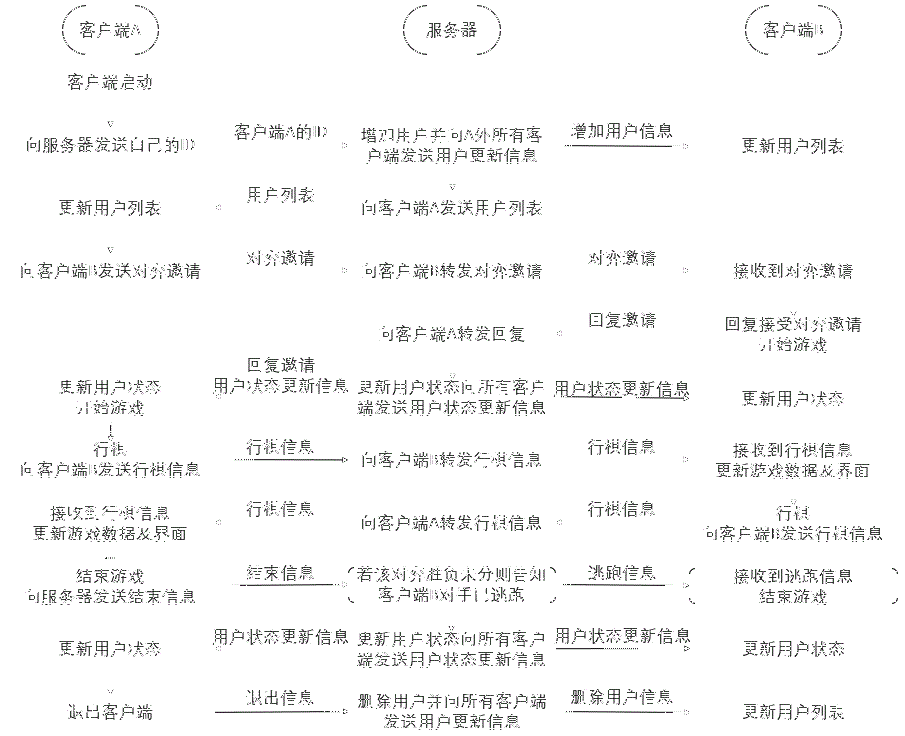 客户端A
服务器
客户端B
客户端启动
向服务器发送自己的ID
客户端A的ID
增加用户并向A外所有客
户端发送用户更新信息
增加用户信息
更新用户列表
更新用户列表
用户列表
向客户端A发送用户列表
向客户端B发送对弈邀请
对弈邀请
向客户端B转发对弈邀请
对弈邀请
接收到对弈邀请
向客户端A转发回复
回复邀请
回复接受对弈邀请
开始游戏
更新用户状态
开始游戏
回复邀请
用户状态更新信息
更新用户状态向所有客户
端发送用户状态更新信息
用户状态更新信息
更新用户状态
行棋
向客户端B发送行棋信息
行棋信息
向客户端B转发行棋信息
行棋信息
接收到行棋信息
更新游戏数据及界面
接收到行棋信息
更新游戏数据及界面
行棋信息
向客户端A转发行棋信息
行棋信息
行棋
向客户端B发送行棋信息
...
结束游戏
向服务器发送结束信息
结束信息
若该对弈胜负未分则告知
客户端B对手已逃跑
逃跑信息
接收到逃跑信息
结束游戏
更新用户状态
用户状态更新信息
更新用户状态向所有客户
端发送用户状态更新信息
用户状态更新信息
更新用户状态
退出客户端
退出信息
删除用户并向所有客户端
发送用户更新信息
删除用户信息
更新用户列表